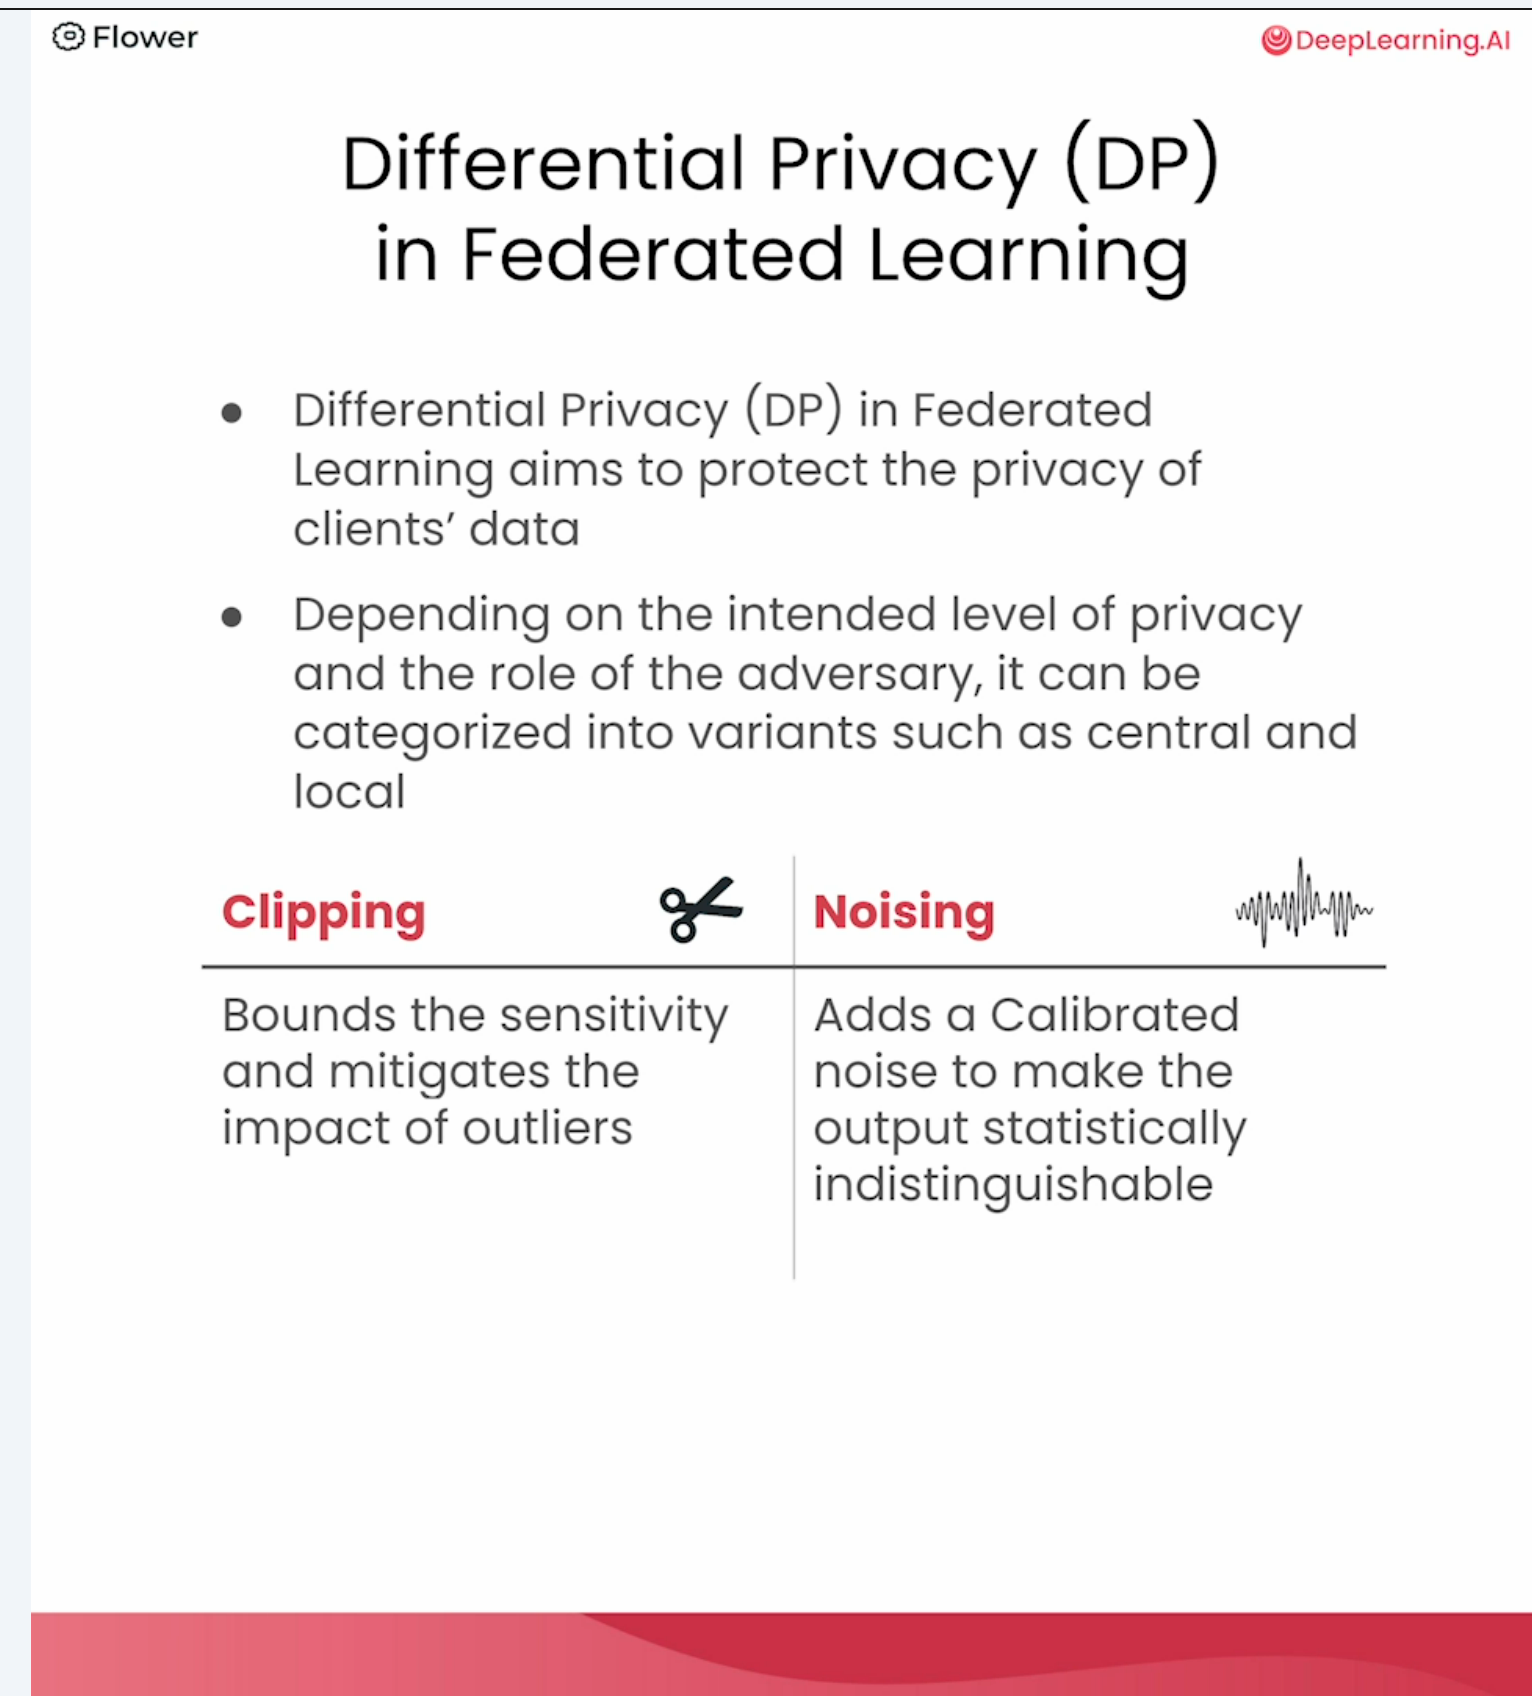 Flower
DeepLearning.AI
Differential Privacy (DP)
in Federated Learning
● Differential Privacy (DP) in Federated
Learning aims to protect the privacy of
clients’ data
● Depending on the intended level of privacy
and the role of the adversary, it can be
categorized into variants such as central and
local
Clipping
Bounds the sensitivity
and mitigates the
impact of outliers
Noising
Adds a Calibrated
noise to make the
output statistically
indistinguishable